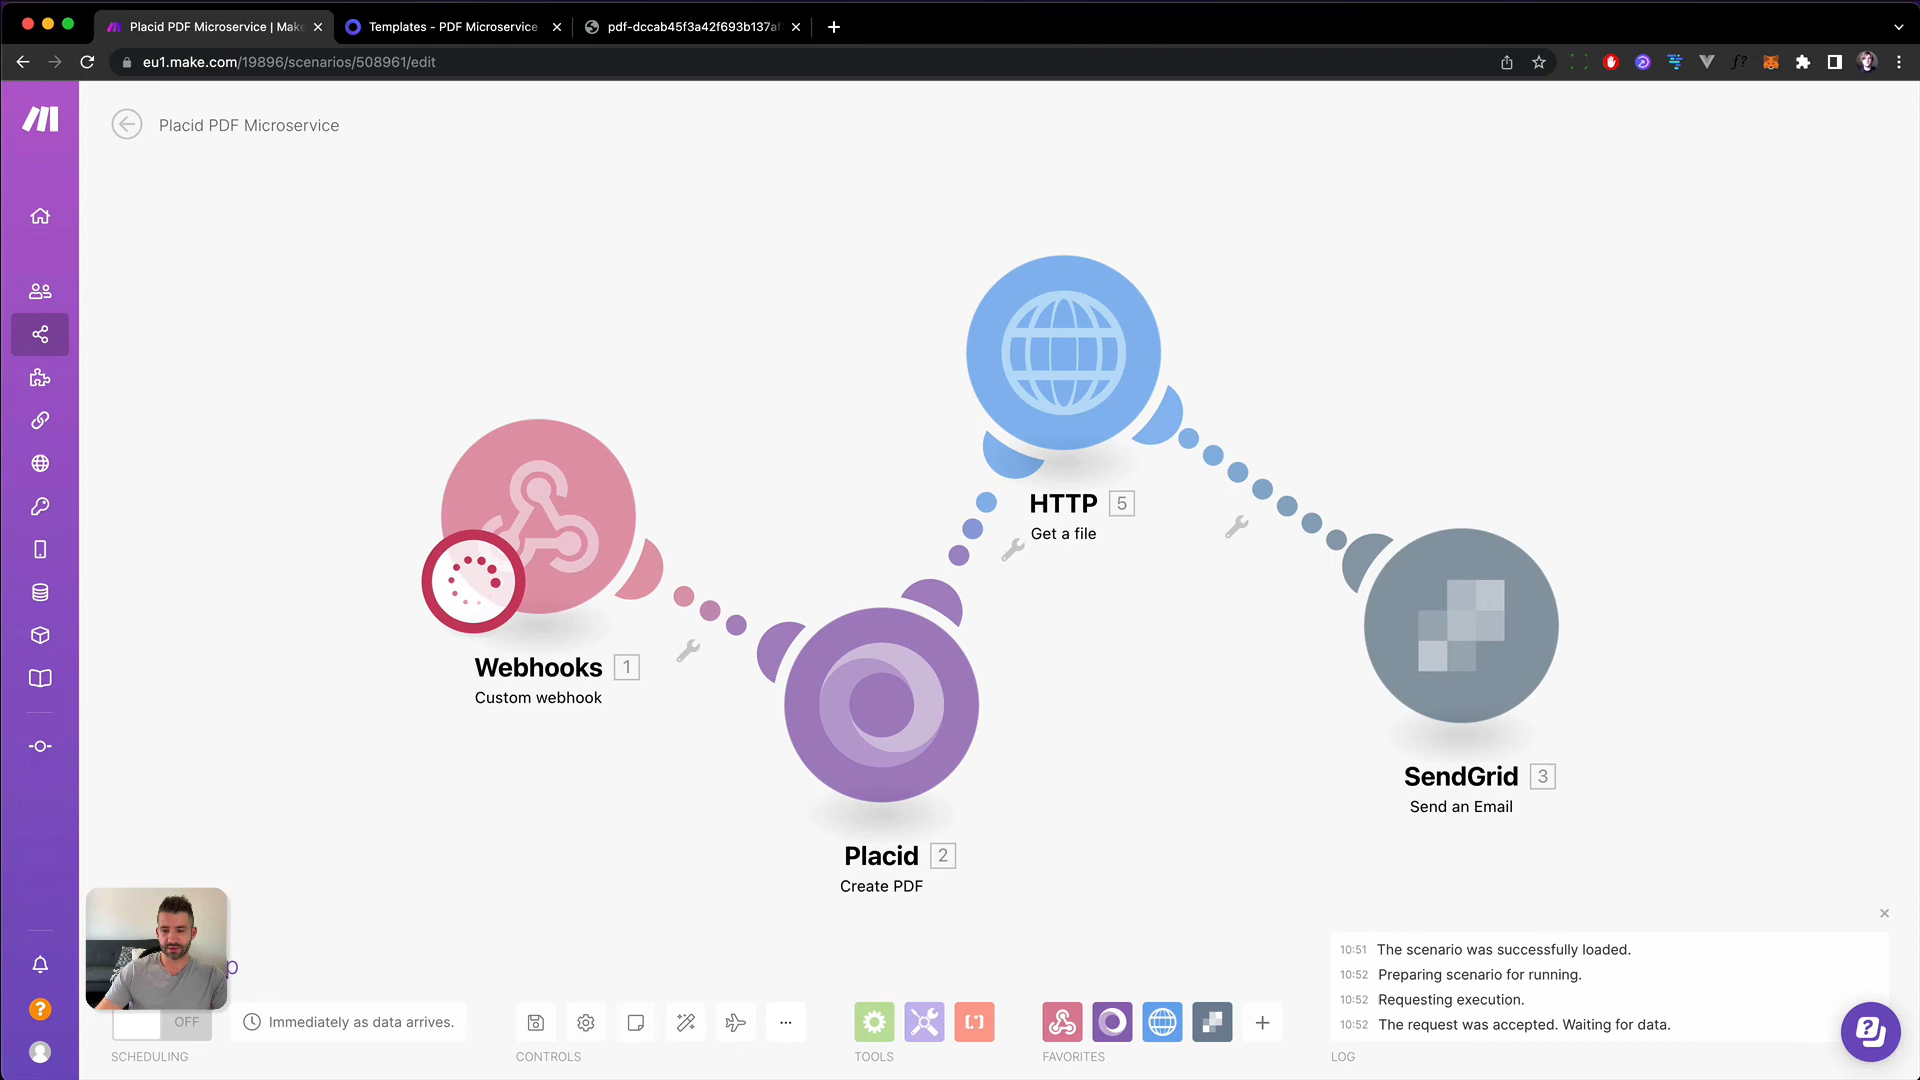 Placid PDF Microservice | Make
Templates - PDF Microservice
pdf-dccab45f3a42f693b137a
eu1.make.com/19896/scenarios/508961/edit
Placid PDF Microservice
HTTP 5
Get a file
Webhooks 1
Custom webhook
SendGrid 3
Send an Email
Placid 2
Create PDF
p
10:51 The scenario was successfully loaded.
10:52 Preparing scenario for running.
10:52 Requesting execution.
10:52 The request was accepted. Waiting for data.
OFF
Immediately as data arrives.
SCHEDULING
CONTROLS
TOOLS
FAVORITES
LOG